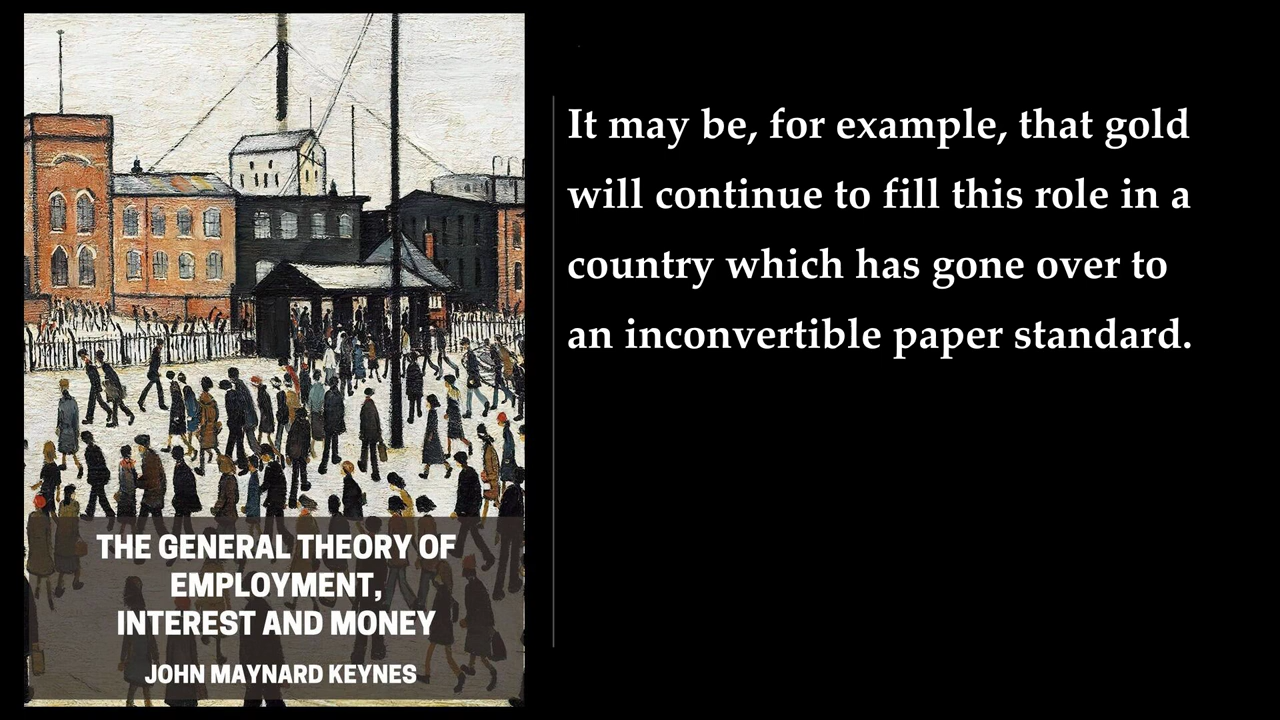 It may be, for example, that gold
will continue to fill this role in a
country which has gone over to
an inconvertible paper standard.
THE GENERAL THEORY OF
EMPLOYMENT,
INTEREST AND MONEY
JOHN MAYNARD KEYNES